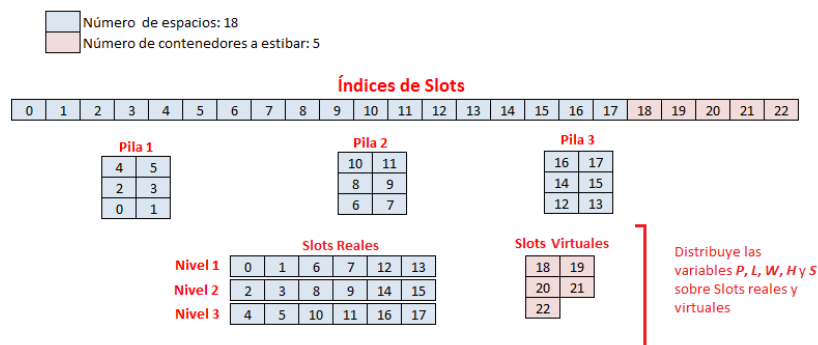 Número de espacios: 18
Número de contenedores a estibar: 5
Índices de Slots
0 1 2 3 4 5 6 7 8 9 10 11 12 13 14 15 16 17 18 19 20 21 22
Pila 1
4 5
2 3
0 1
Pila 2
10 11
8 9
6 7
Pila 3
16 17
14 15
12 13
Slots Reales
Nivel 1 0 1 6 7 12 13
Nivel 2 2 3 8 9 14 15
Nivel 3 4 5 10 11 16 17
Slots Virtuales
18 19
20 21
22
Distribuye las
variables P, L, W, H y S
sobre Slots reales y
virtuales